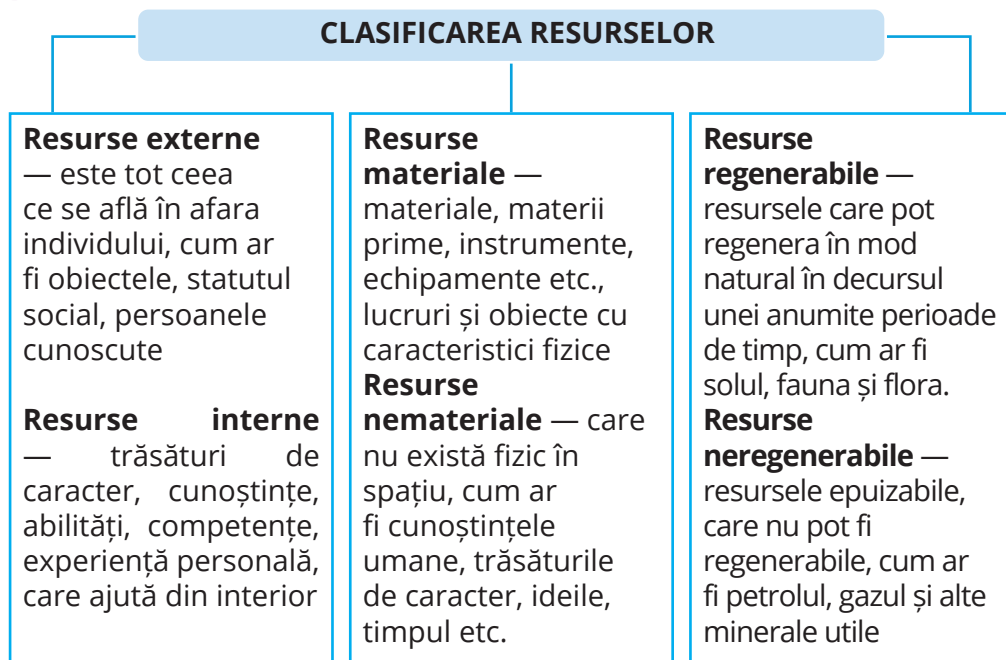 CLASIFICAREA RESURSELOR
Resurse externe
— este tot ceea
ce se află în afara
individului, cum ar
fi obiectele, statutul
social, persoanele
cunoscute
Resurse interne
— trăsături de
caracter, cunoștințe,
abilități, competențe,
experiență personală,
care ajută din interior
Resurse
materiale —
materiale, materii
prime, instrumente,
echipamente etc.,
lucruri și obiecte cu
caracteristici fizice
Resurse
nemateriale — care
nu există fizic în
spațiu, cum ar
fi cunoștințele
umane, trăsăturile
de caracter, ideile,
timpul etc.
Resurse
regenerabile —
resursele care pot
regenera în mod
natural în decursul
unei anumite perioade
de timp, cum ar fi
solul, fauna și flora.
Resurse
neregenerabile —
resursele epuizabile,
care nu pot fi
regenerabile, cum ar
fi petrolul, gazul și alte
minerale utile